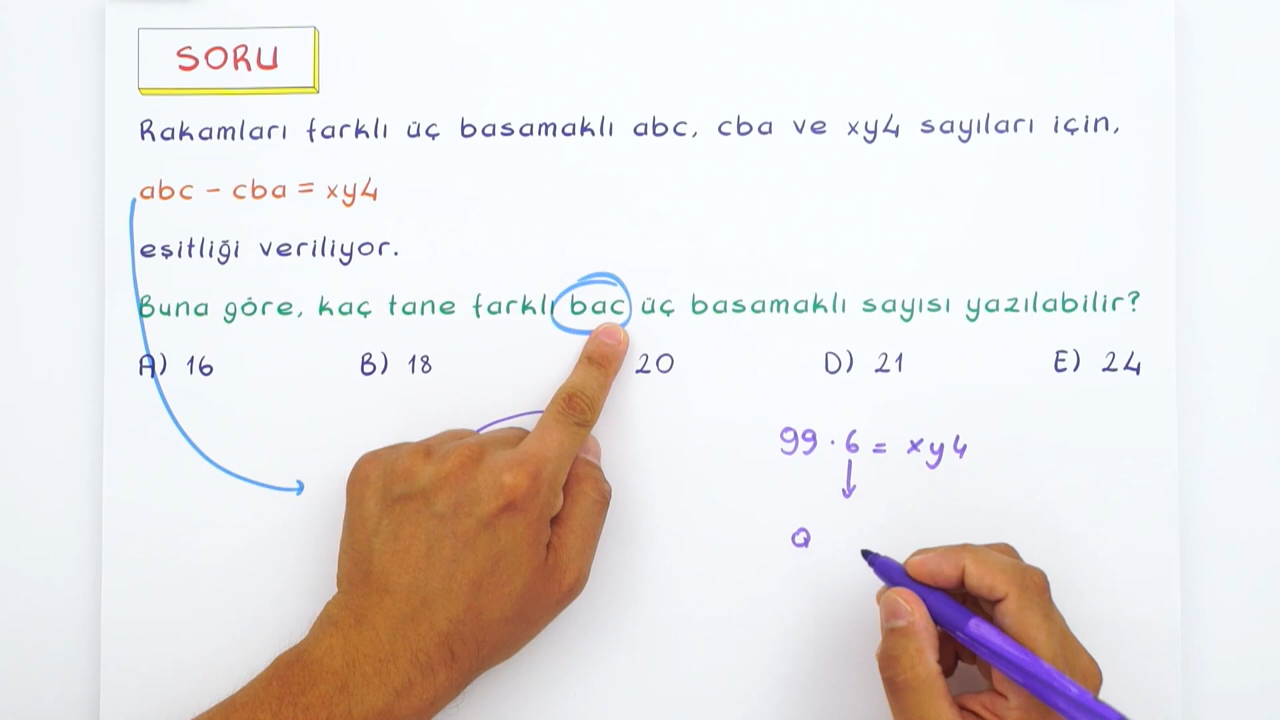 SORU
Rakamları farklı üç basamaklı abc, cba ve xy4 sayıları için,
abc - cba = xy4
eşitliği veriliyor.
Buna göre, kaç tane farklı bac üç basamaklı sayısı yazılabilir?
A) 16 B) 18 20 D) 21 E) 24
99 · 6 = xy4
a